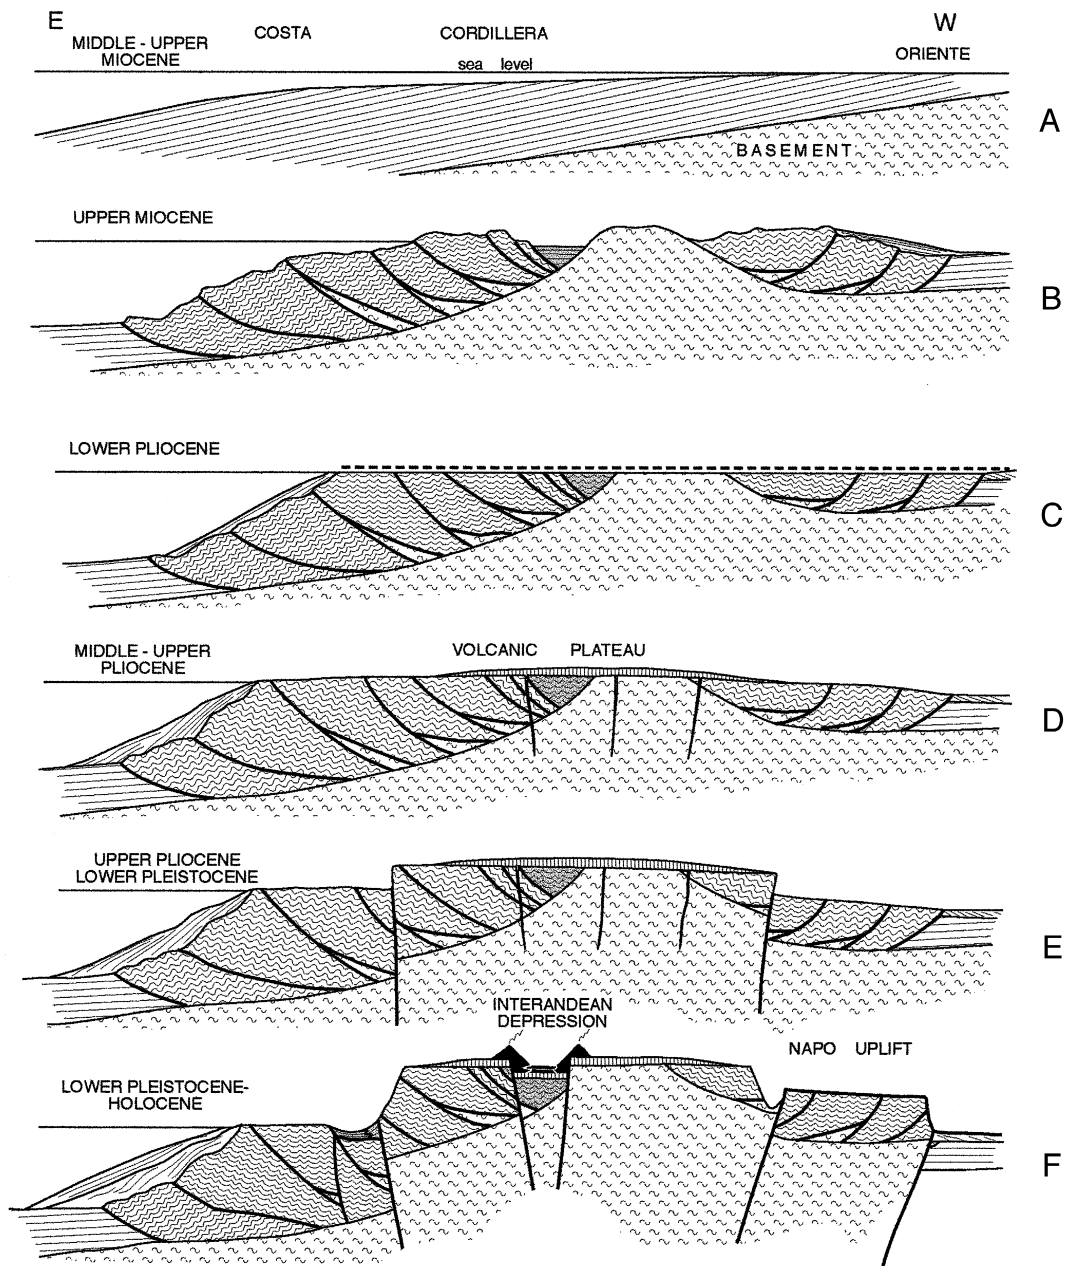 E
COSTA
CORDILLERA
W
MIDDLE - UPPER
MIOCENE
sea level
ORIENTE
A
BASEMENT
UPPER MIOCENE
B
LOWER PLIOCENE
C
MIDDLE - UPPER
PLIOCENE
VOLCANIC PLATEAU
D
UPPER PLIOCENE
LOWER PLEISTOCENE
E
INTERANDEAN
DEPRESSION
NAPO UPLIFT
LOWER PLEISTOCENE-
HOLOCENE
F